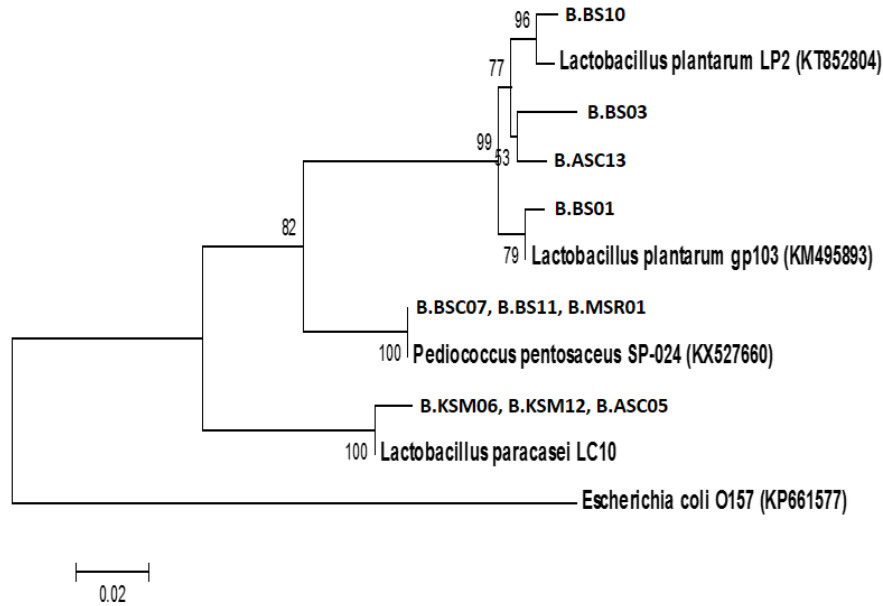 96
B.BS10
Lactobacillus plantarum LP2 (KT852804)
77
B.BS03
99
53
B.ASC13
B.BS01
82
79
Lactobacillus plantarum gp103 (KM495893)
B.BSC07, B.BS11, B.MSR01
100
Pediococcus pentosaceus SP-024 (KX527660)
B.KSM06, B.KSM12, B.ASC05
100
Lactobacillus paracasei LC10
Escherichia coli O157 (KP661577)
0.02